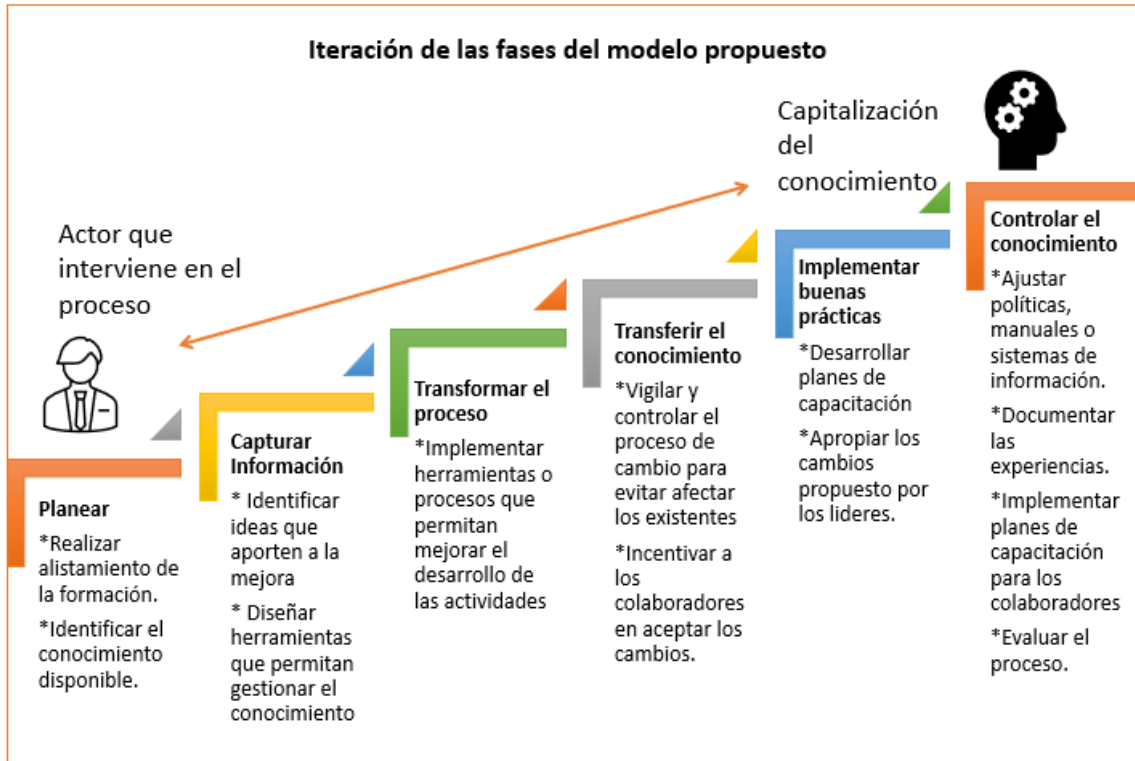 Iteración de las fases del modelo propuesto
Actor que
interviene en el
proceso
Capitalización
del
conocimiento
Planear
*Realizar
alistamiento de
la formación.
*Identificar el
conocimiento
disponible.
Capturar
Información
* Identificar
ideas que
aporten a la
mejora
* Diseñar
herramientas
que permitan
gestionar el
conocimiento
Transformar el
proceso
*Implementar
herramientas o
procesos que
permitan
mejorar el
desarrollo de
las actividades
Transferir el
conocimiento
*Vigilar y
controlar el
proceso de
cambio para
evitar afectar
los existentes
*Incentivar a
los
colaboradores
en aceptar los
cambios.
Implementar
buenas
prácticas
*Desarrollar
planes de
capacitación
*Apropiar los
cambios
propuesto por
los lideres.
Controlar el
conocimiento
*Ajustar
políticas,
manuales o
sistemas de
información.
*Documentar
las
experiencias.
*Implementar
planes de
capacitación
para los
colaboradores
*Evaluar el
proceso.